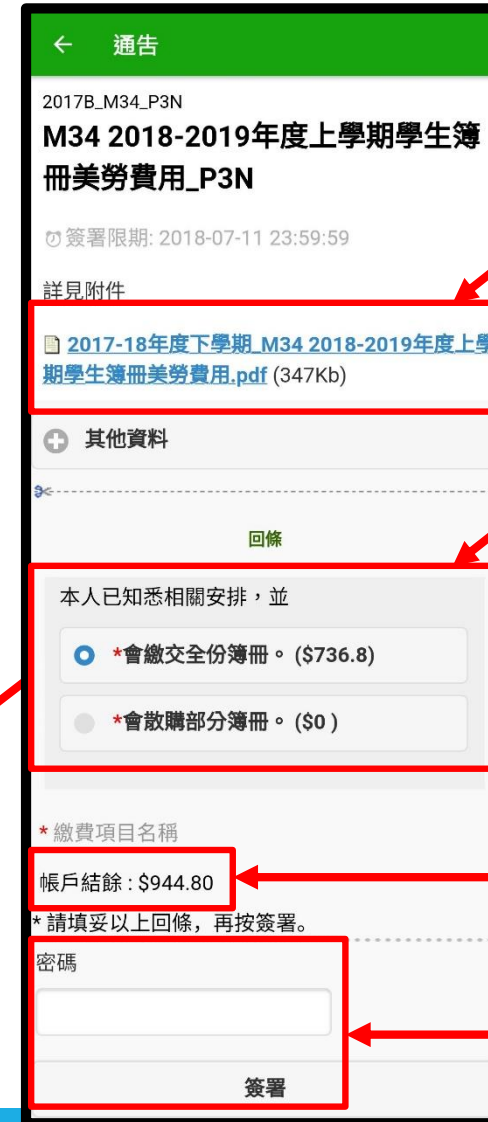 通告
2017B_M34_P3N
M34 2018-2019年度上學期學生簿
冊美勞費用_P3N
簽署限期: 2018-07-11 23:59:59
詳見附件
2017-18年度下學期_M34 2018-2019年度上學
期學生簿冊美勞費用.pdf (347Kb)
其他資料
回條
本人已知悉相關安排，並
*會繳交全份簿冊。 ($736.8)
*會散購部分簿冊。 ($0 )
* 繳費項目名稱
帳戶結餘 : $944.80
* 請填妥以上回條，再按簽署。
密碼
簽署